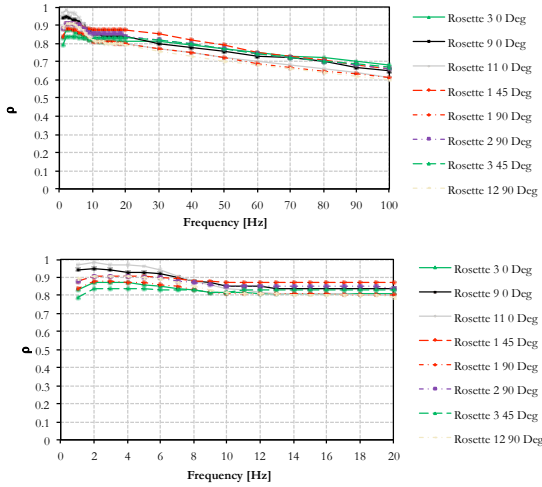 1
0.9
0.8
0.7
0.6
0.5
0.4
0.3
0.2
0.1
0
ρ
0 10 20 30 40 50 60 70 80 90 100
Frequency [Hz]
Rosette 3 0 Deg
Rosette 9 0 Deg
Rosette 11 0 Deg
Rosette 1 45 Deg
Rosette 1 90 Deg
Rosette 2 90 Deg
Rosette 3 45 Deg
Rosette 12 90 Deg
1
0.9
0.8
0.7
0.6
0.5
0.4
0.3
0.2
0.1
0
ρ
0 2 4 6 8 10 12 14 16 18 20
Frequency [Hz]
Rosette 3 0 Deg
Rosette 9 0 Deg
Rosette 11 0 Deg
Rosette 1 45 Deg
Rosette 1 90 Deg
Rosette 2 90 Deg
Rosette 3 45 Deg
Rosette 12 90 Deg